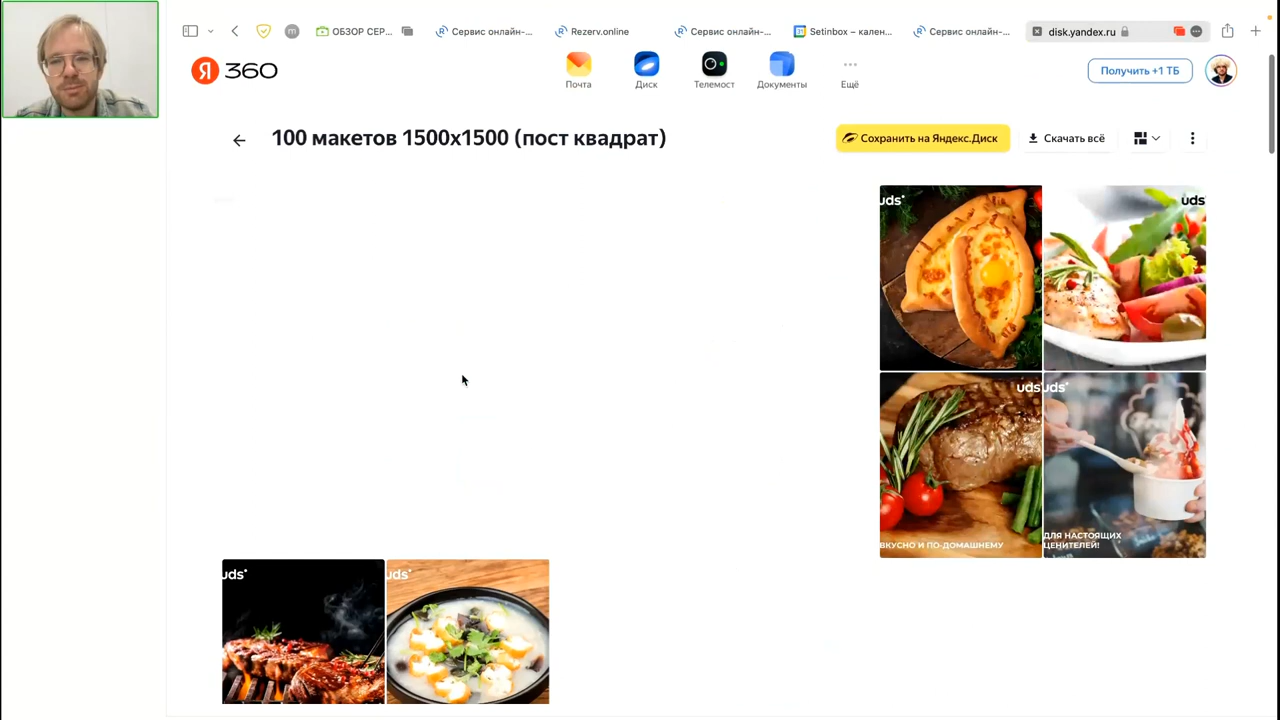 ОБЗОР СЕР...
Сервис онлайн-...
Rezerv.online
Сервис онлайн-...
Setinbox – кален...
Сервис онлайн-...
disk.yandex.ru
m
Я 360
Почта
Диск
Телемост
Документы
Ещё
Получить +1 ТБ
100 макетов 1500x1500 (пост квадрат)
Сохранить на Яндекс.Диск
Скачать всё
uds
uds
uds
uds
ВКУСНО И ПО-ДОМАШНЕМУ
ДЛЯ НАСТОЯЩИХ
ЦЕНИТЕЛЕЙ!
uds
uds